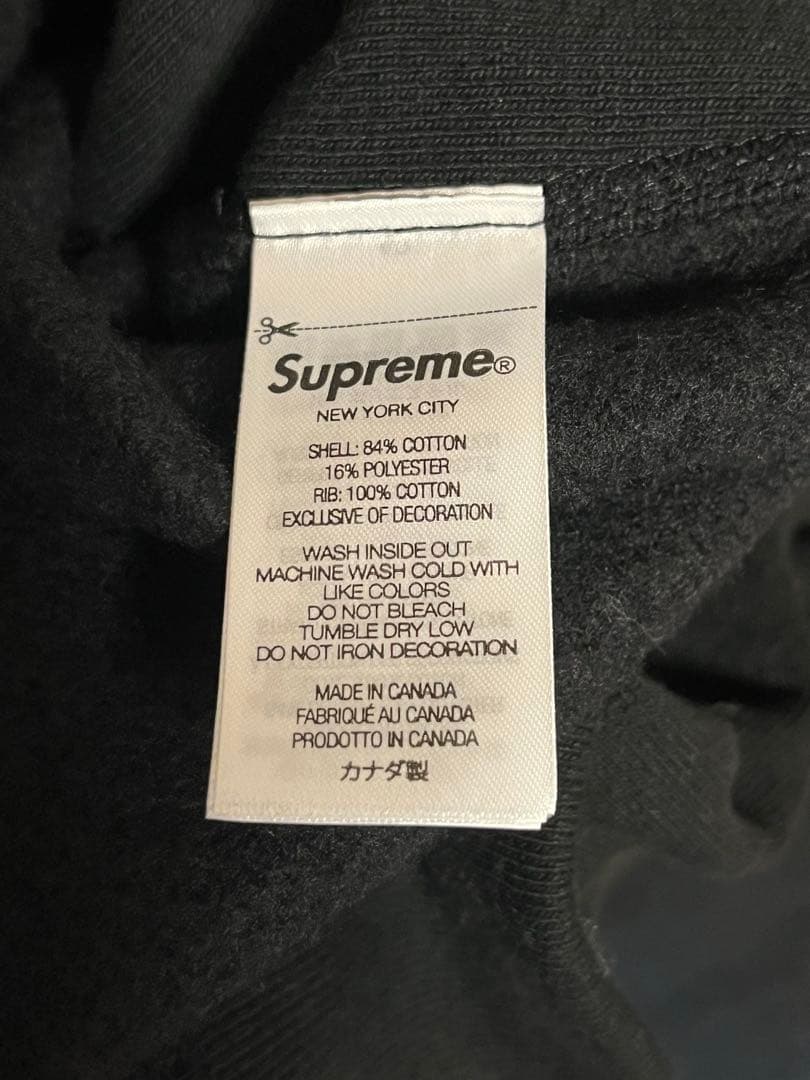 Supreme®
NEW YORK CITY
SHELL: 84% COTTON
16% POLYESTER
RIB: 100% COTTON
EXCLUSIVE OF DECORATION
WASH INSIDE OUT
MACHINE WASH COLD WITH
LIKE COLORS
DO NOT BLEACH
TUMBLE DRY LOW
DO NOT IRON DECORATION
MADE IN CANADA
FABRIQUÉ AU CANADA
PRODOTTO IN CANADA
カナダ製